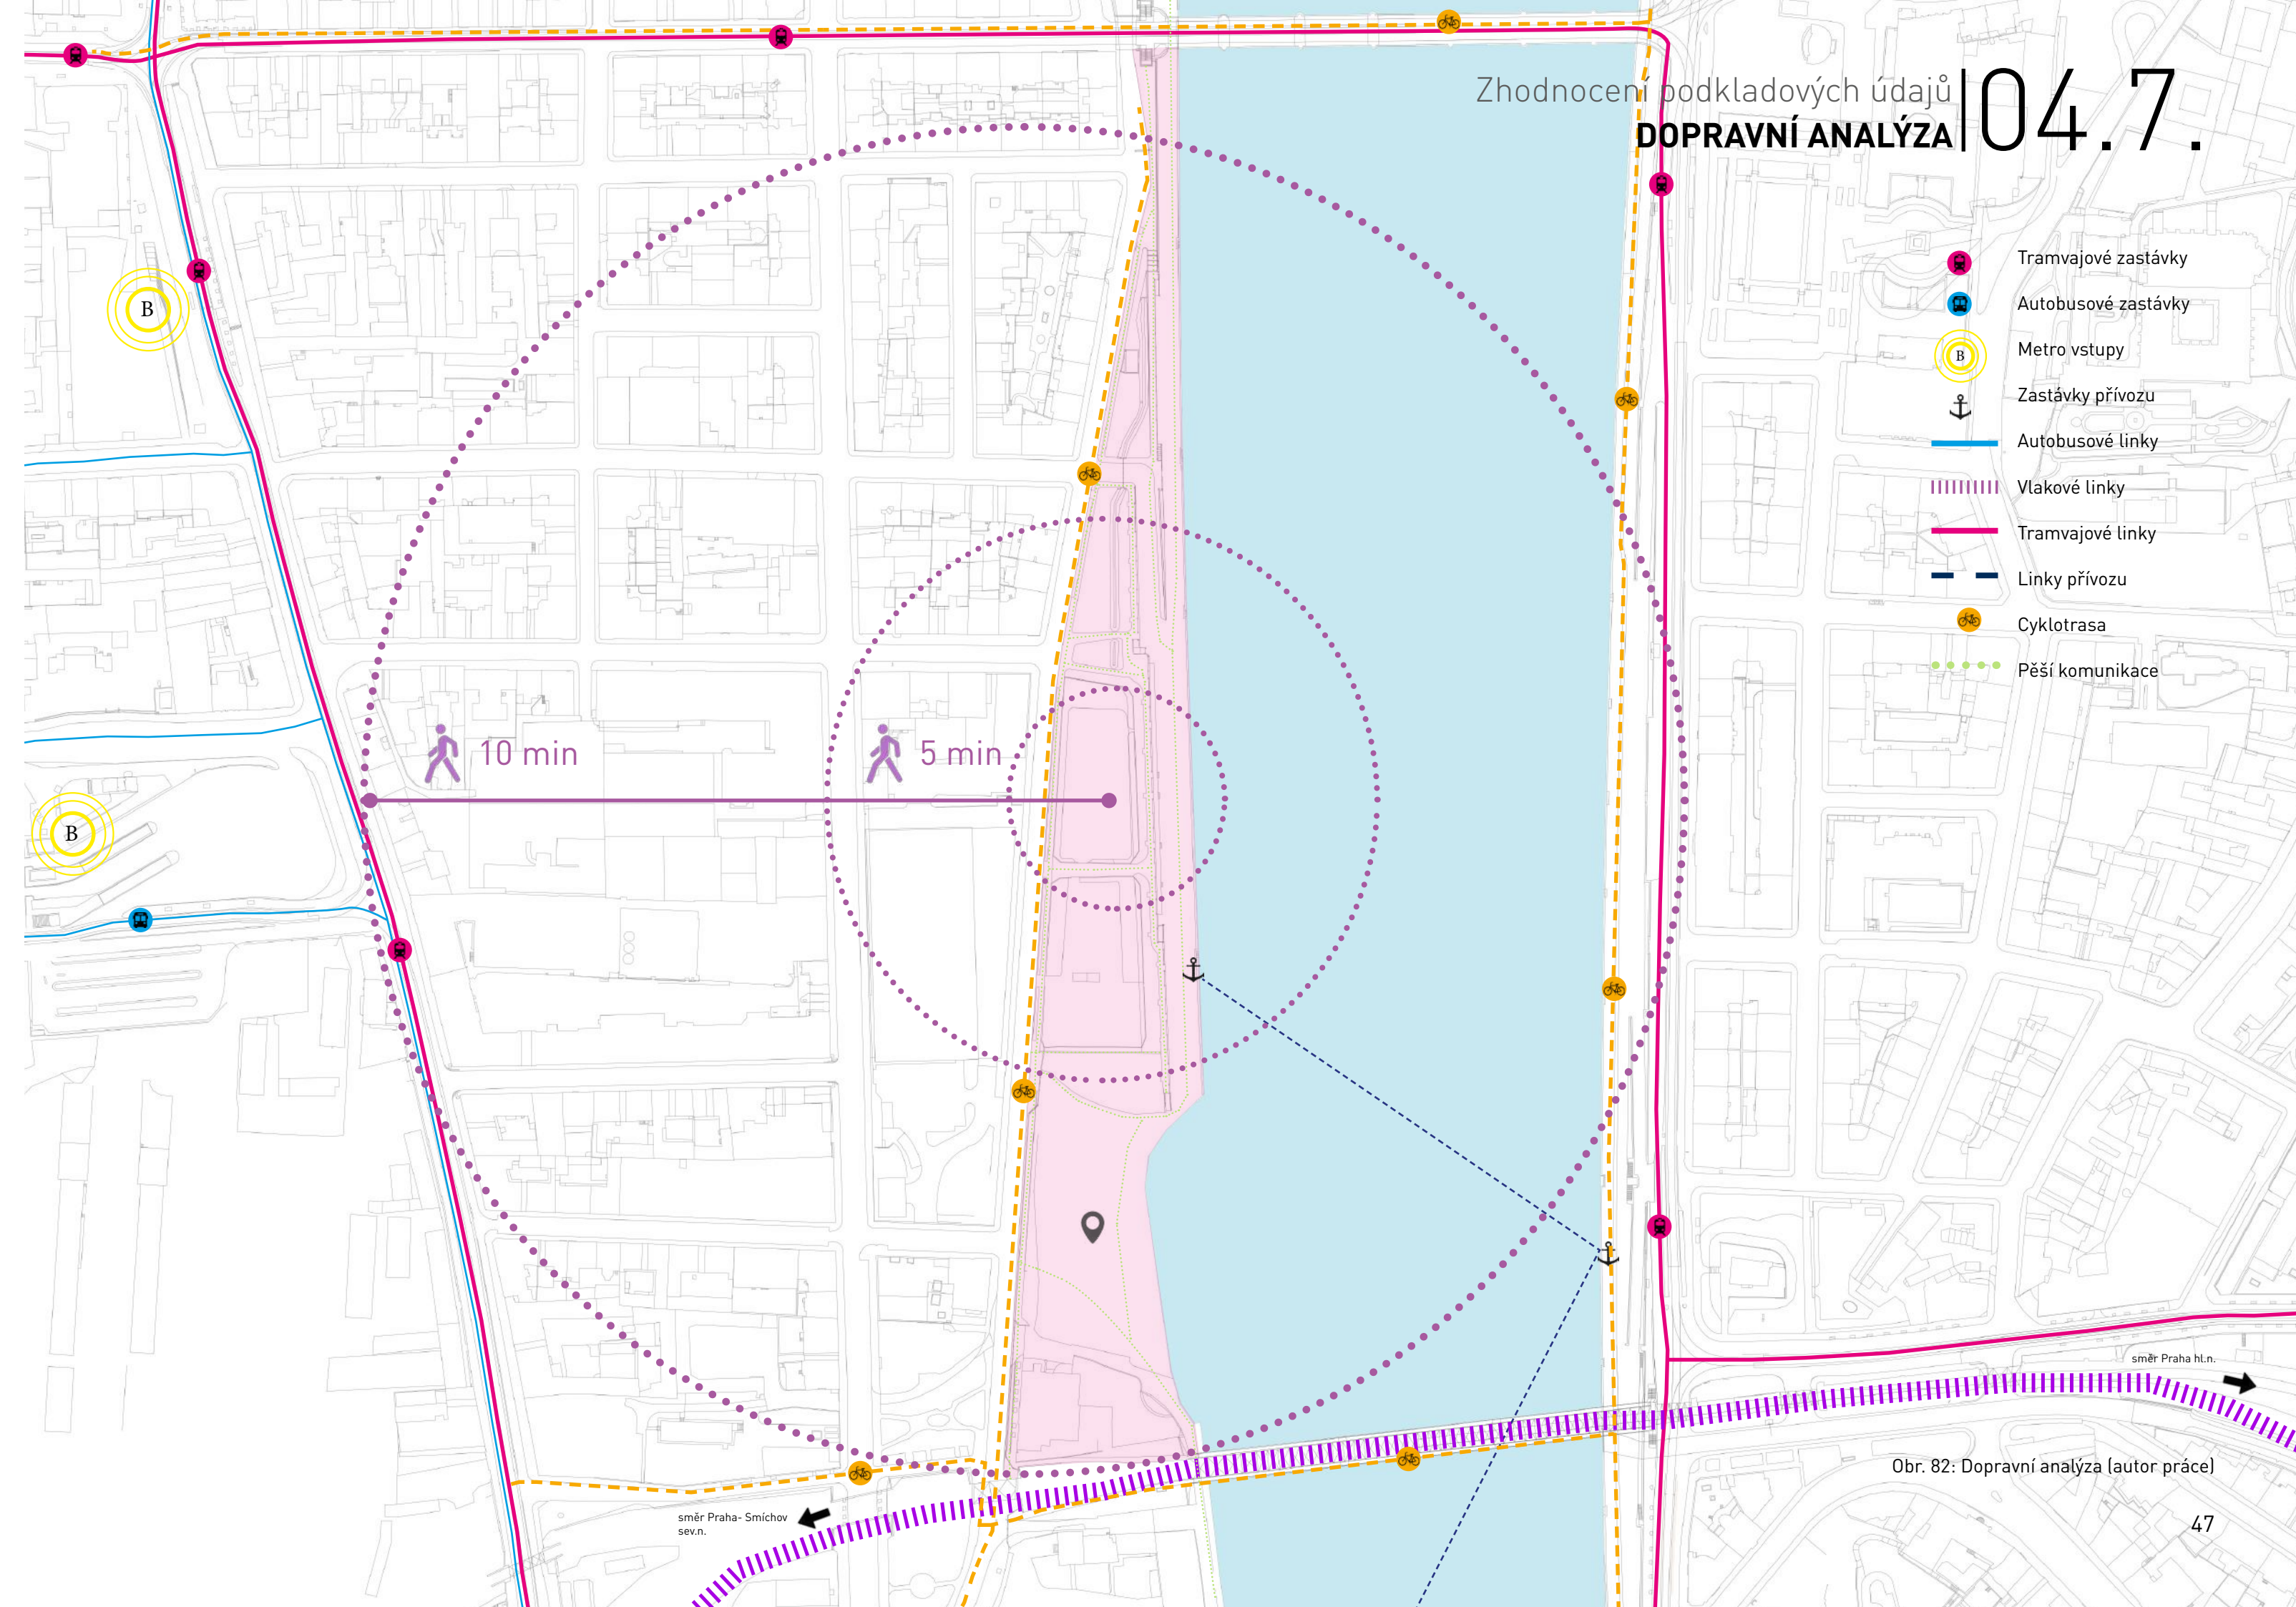 Zhodnocení podkladových údajů
DOPRAVNÍ ANALÝZA
04.7.
Tramvajové zastávky
Autobusové zastávky
B
Metro vstupy
Zastávky přívozu
Autobusové linky
Vlakové linky
Tramvajové linky
Linky přívozu
Cyklotrasa
Pěší komunikace
B
10 min
5 min
B
směr Praha hl.n.
směr Praha- Smíchov
sev.n.
Obr. 82: Dopravní analýza (autor práce)
47